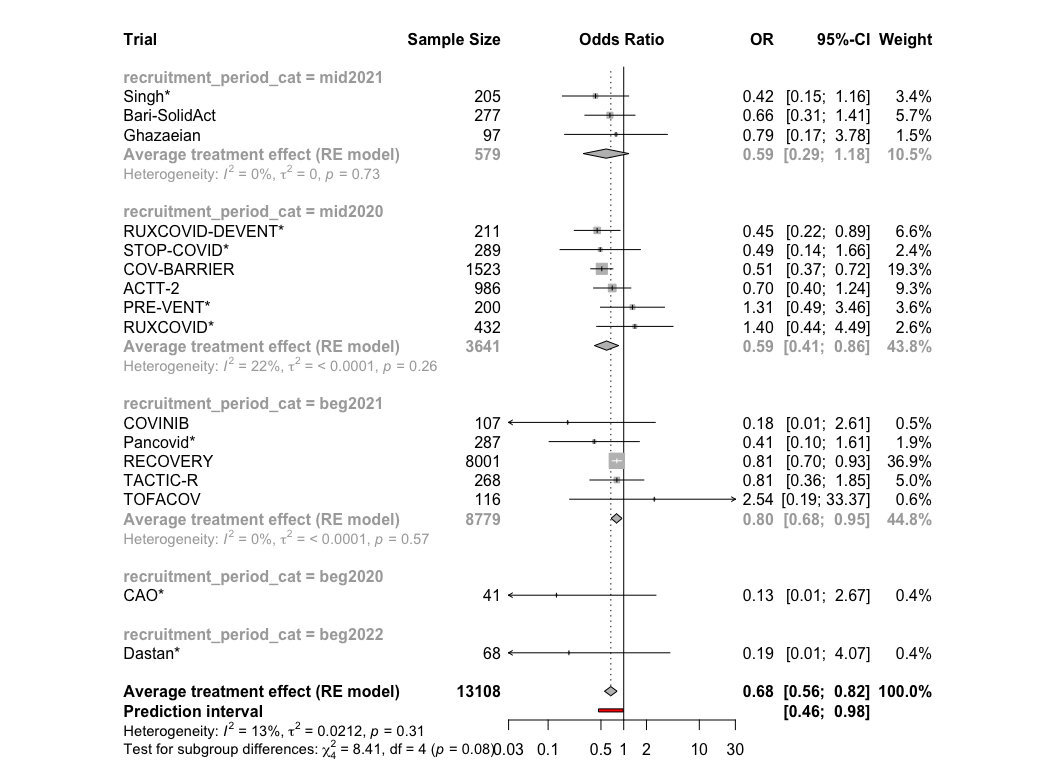 Trial Sample Size Odds Ratio OR 95%-CI Weight
recruitment_period_cat = mid2021
Singh* 205 0.42 [0.15; 1.16] 3.4%
Bari-SolidAct 277 0.66 [0.31; 1.41] 5.7%
Ghazaeian 97 0.79 [0.17; 3.78] 1.5%
Average treatment effect (RE model) 579 0.59 [0.29; 1.18] 10.5%
Heterogeneity: I² = 0%, τ² = 0, p = 0.73
recruitment_period_cat = mid2020
RUXCOVID-DEVENT* 211 0.45 [0.22; 0.89] 6.6%
STOP-COVID* 289 0.49 [0.14; 1.66] 2.4%
COV-BARRIER 1523 0.51 [0.37; 0.72] 19.3%
ACTT-2 986 0.70 [0.40; 1.24] 9.3%
PRE-VENT* 200 1.31 [0.49; 3.46] 3.6%
RUXCOVID* 432 1.40 [0.44; 4.49] 2.6%
Average treatment effect (RE model) 3641 0.59 [0.41; 0.86] 43.8%
Heterogeneity: I² = 22%, τ² = < 0.0001, p = 0.26
recruitment_period_cat = beg2021
COVINIB 107 0.18 [0.01; 2.61] 0.5%
Pancovid* 287 0.41 [0.10; 1.61] 1.9%
RECOVERY 8001 0.81 [0.70; 0.93] 36.9%
TACTIC-R 268 0.81 [0.36; 1.85] 5.0%
TOFACOV 116 2.54 [0.19; 33.37] 0.6%
Average treatment effect (RE model) 8779 0.80 [0.68; 0.95] 44.8%
Heterogeneity: I² = 0%, τ² = < 0.0001, p = 0.57
recruitment_period_cat = beg2020
CAO* 41 0.13 [0.01; 2.67] 0.4%
recruitment_period_cat = beg2022
Dastan* 68 0.19 [0.01; 4.07] 0.4%
Average treatment effect (RE model) 13108 0.68 [0.56; 0.82] 100.0%
Prediction interval [0.46; 0.98]
Heterogeneity: I² = 13%, τ² = 0.0212, p = 0.31
Test for subgroup differences: χ²₄ = 8.41, df = 4 (p = 0.08) 0.03 0.1 0.5 1 2 10 30